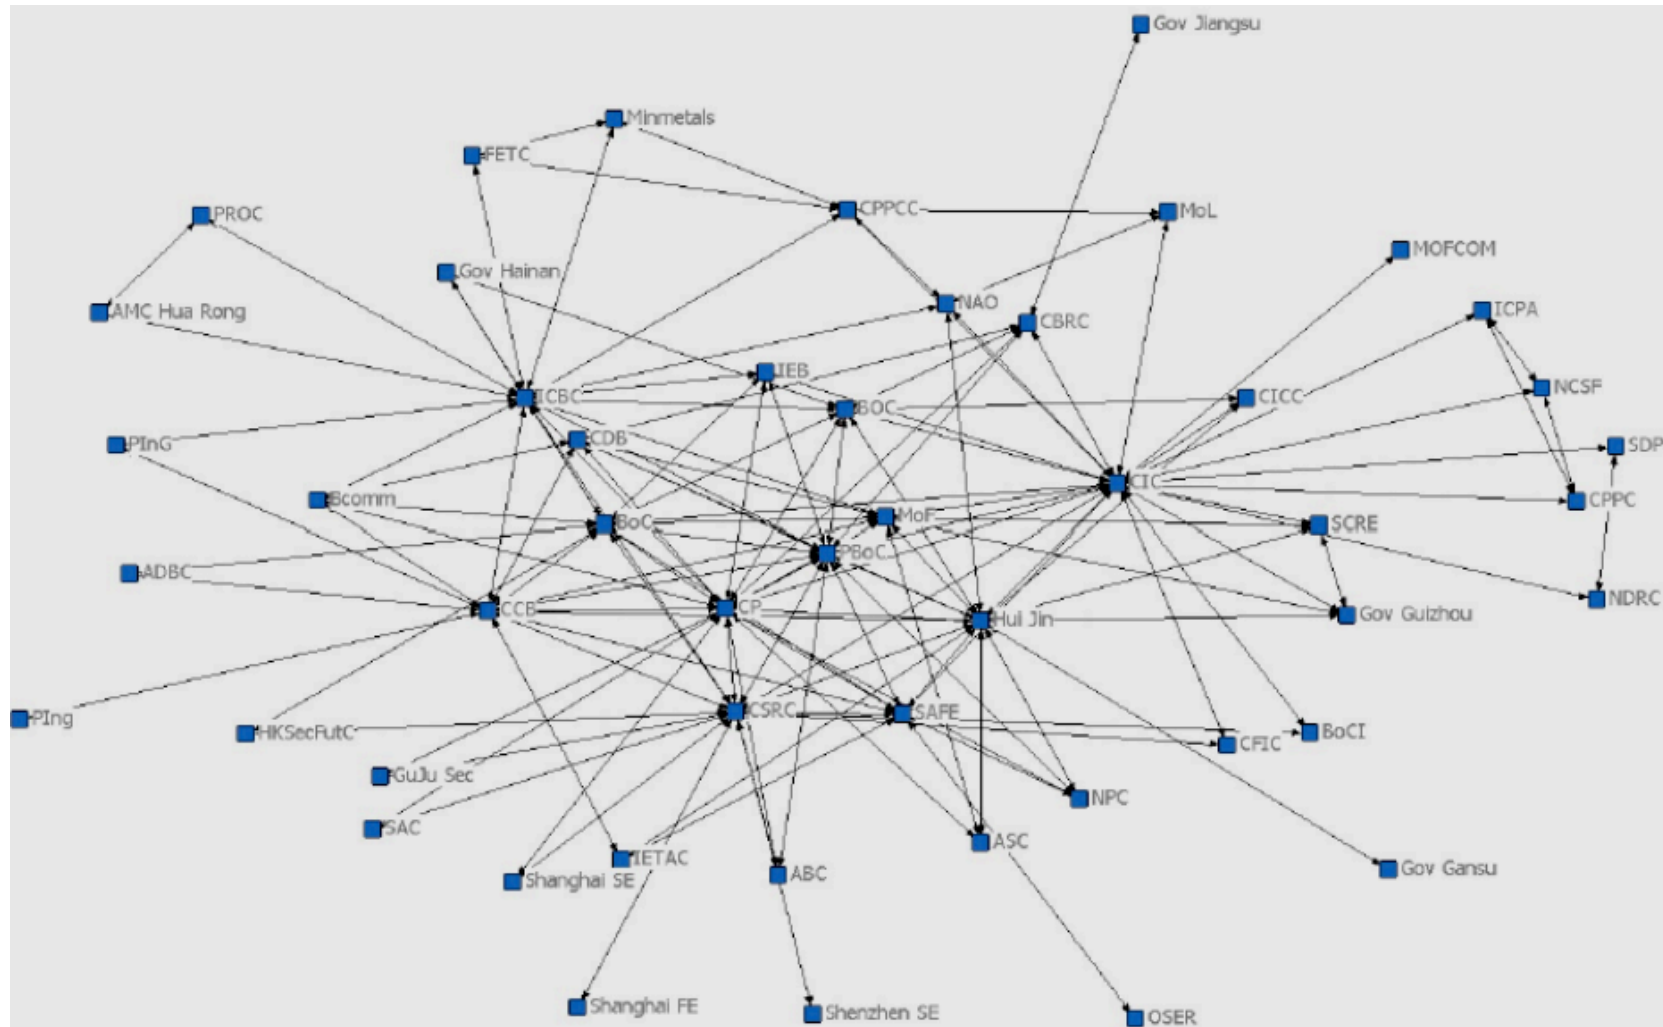 Gov Jiangsu
Minmetals
FETC
CPPCC
MoL
PROC
MOFCOM
Gov Hainan
NAO
AMC Hua Rong
CBRC
ICPA
IEB
NCSF
ICBC
BOC
CICC
CDB
PInG
SDP
CIC
Bcomm
CPPC
MoF
BoC
SCRE
PBoC
ADBC
NDRC
CCB
CP
Hui Jin
Gov Guizhou
PIng
CSRC
SAFE
HKSecFutC
BoCI
CFIC
GuJu Sec
NPC
SAC
ASC
IETAC
Gov Gansu
Shanghai SE
ABC
Shanghai FE
Shenzhen SE
OSER